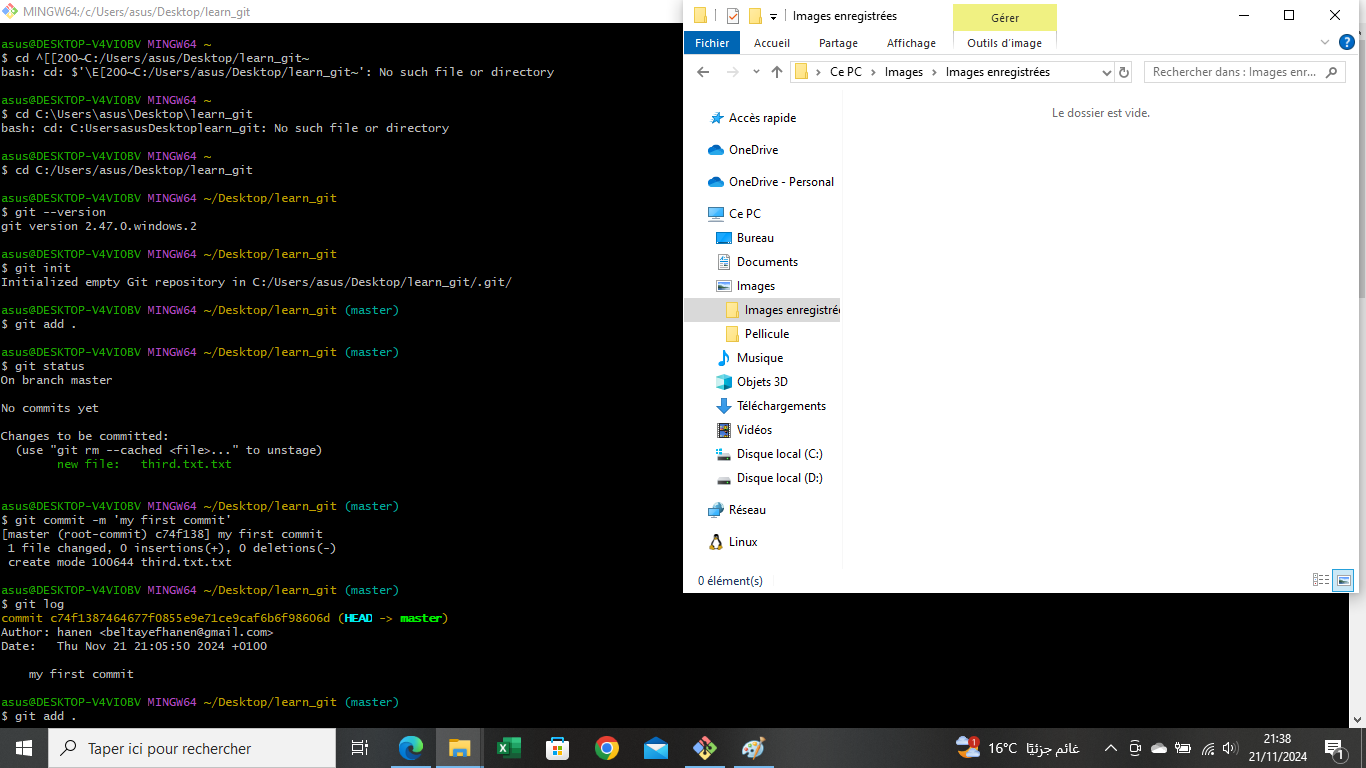 MINGW64:/c/Users/asus/Desktop/learn_git
asus@DESKTOP-V4VIOBV MINGW64 ~
$ cd ^[[200~C:/Users/asus/Desktop/learn_git~
bash: cd: $'\E[200~C:/Users/asus/Desktop/learn_git~': No such file or directory
asus@DESKTOP-V4VIOBV MINGW64 ~
$ cd C:\Users\asus\Desktop\learn_git
bash: cd: C:UsersasusDesktoplearn_git: No such file or directory
asus@DESKTOP-V4VIOBV MINGW64 ~
$ cd C:/Users/asus/Desktop/learn_git
asus@DESKTOP-V4VIOBV MINGW64 ~/Desktop/learn_git
$ git --version
git version 2.47.0.windows.2
asus@DESKTOP-V4VIOBV MINGW64 ~/Desktop/learn_git
$ git init
Initialized empty Git repository in C:/Users/asus/Desktop/learn_git/.git/
asus@DESKTOP-V4VIOBV MINGW64 ~/Desktop/learn_git (master)
$ git add .
asus@DESKTOP-V4VIOBV MINGW64 ~/Desktop/learn_git (master)
$ git status
On branch master
No commits yet
Changes to be committed:
(use "git rm --cached <file>..." to unstage)
new file: third.txt.txt
asus@DESKTOP-V4VIOBV MINGW64 ~/Desktop/learn_git (master)
$ git commit -m 'my first commit'
[master (root-commit) c74f138] my first commit
1 file changed, 0 insertions(+), 0 deletions(-)
create mode 100644 third.txt.txt
asus@DESKTOP-V4VIOBV MINGW64 ~/Desktop/learn_git (master)
$ git log
commit c74f1387464677f0855e9e71ce9caf6b6f98606d (HEAD -> master)
Author: hanen <beltayefhanen@gmail.com>
Date: Thu Nov 21 21:05:50 2024 +0100
my first commit
asus@DESKTOP-V4VIOBV MINGW64 ~/Desktop/learn_git (master)
$ git add .
Images enregistrées
Gérer
Fichier Accueil Partage Affichage Outils d'image
Ce PC > Images > Images enregistrées
Rechercher dans : Images enr...
Le dossier est vide.
Accès rapide
OneDrive
OneDrive - Personal
Ce PC
Bureau
Documents
Images
Images enregistrée
Pellicule
Musique
Objets 3D
Téléchargements
Vidéos
Disque local (C:)
Disque local (D:)
Réseau
Linux
0 élément(s)
Taper ici pour rechercher
1
16°C غائم جزئيًا
21:38
21/11/2024
1